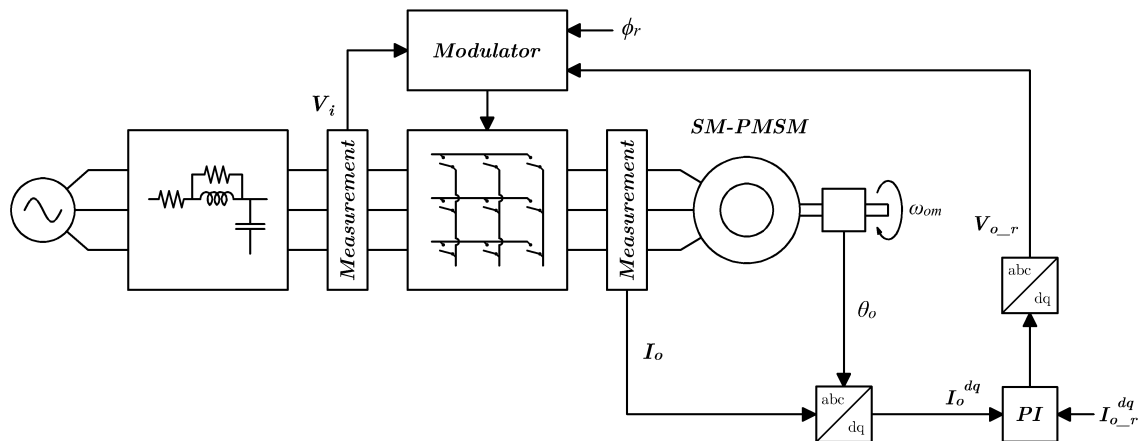 Modulator
ϕr
Vi
SM-PMSM
Measurement
Measurement
ωom
Vo_r
abc
dq
θo
Io
abc
dq
Io^dq
PI
Io_r^dq